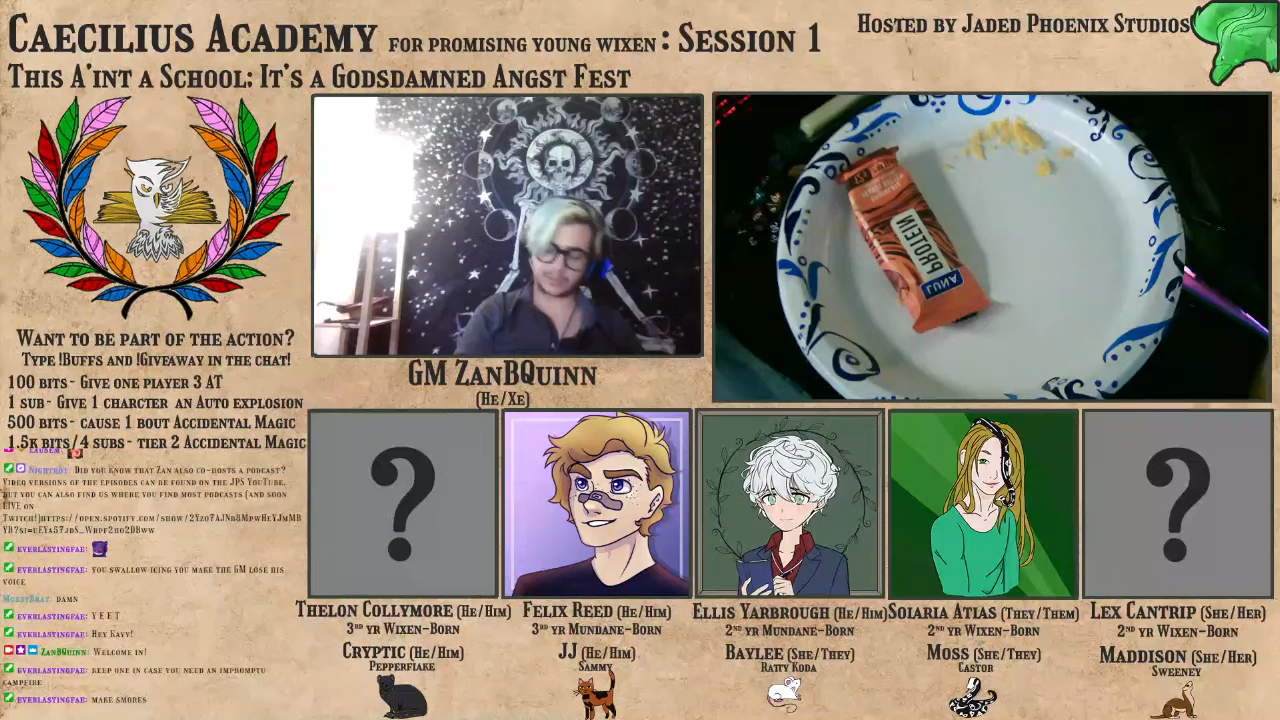 Caecilius Academy for promising young wixen: Session 1
Hosted by Jaded Phoenix Studios
This A'int a School; It's a Godsdamned Angst Fest
Want to be part of the action?
Type !Buffs and !Giveaway in the chat!
100 bits - Give one player 3 AT
1 sub - Give 1 charcter an Auto explosion
500 bits - cause 1 bout Accidental Magic
1.5k bits/4 subs - tier 2 Accidental Magic
Nightbot: Did you know that Zan also co-hosts a podcast?
Video versions of the episodes can be found on the JPS YouTube,
but you can also find us where you find most podcasts (and soon
LIVE on
everlastingfae:
everlastingfae: you swallow icing you make the GM lose his
voice
MossyBrat: damn
everlastingfae: Y E E T
everlastingfae: Hey Kavy!
ZanBQuinn: Welcome in!
everlastingfae: keep one in case you need an impromptu
campfire
everlastingfae: make smores
GM ZanBQuinn
(He/Xe)
PROTEIN
?
?
Thelon Collymore (He/Him)
3rd yr Wixen-Born
Cryptic (He/Him)
Pepperflake
Felix Reed (He/Him)
3rd yr Mundane-Born
JJ (He/Him)
Sammy
Ellis Yarbrough (He/Him)
2nd yr Mundane-Born
Baylee (She/They)
Ratty Koda
Solaria Atlas (They/Them)
2nd yr Wixen-Born
Moss (She/They)
Castor
Lex Cantrip (She/Her)
2nd yr Wixen-Born
Maddison (She/Her)
Sweeney